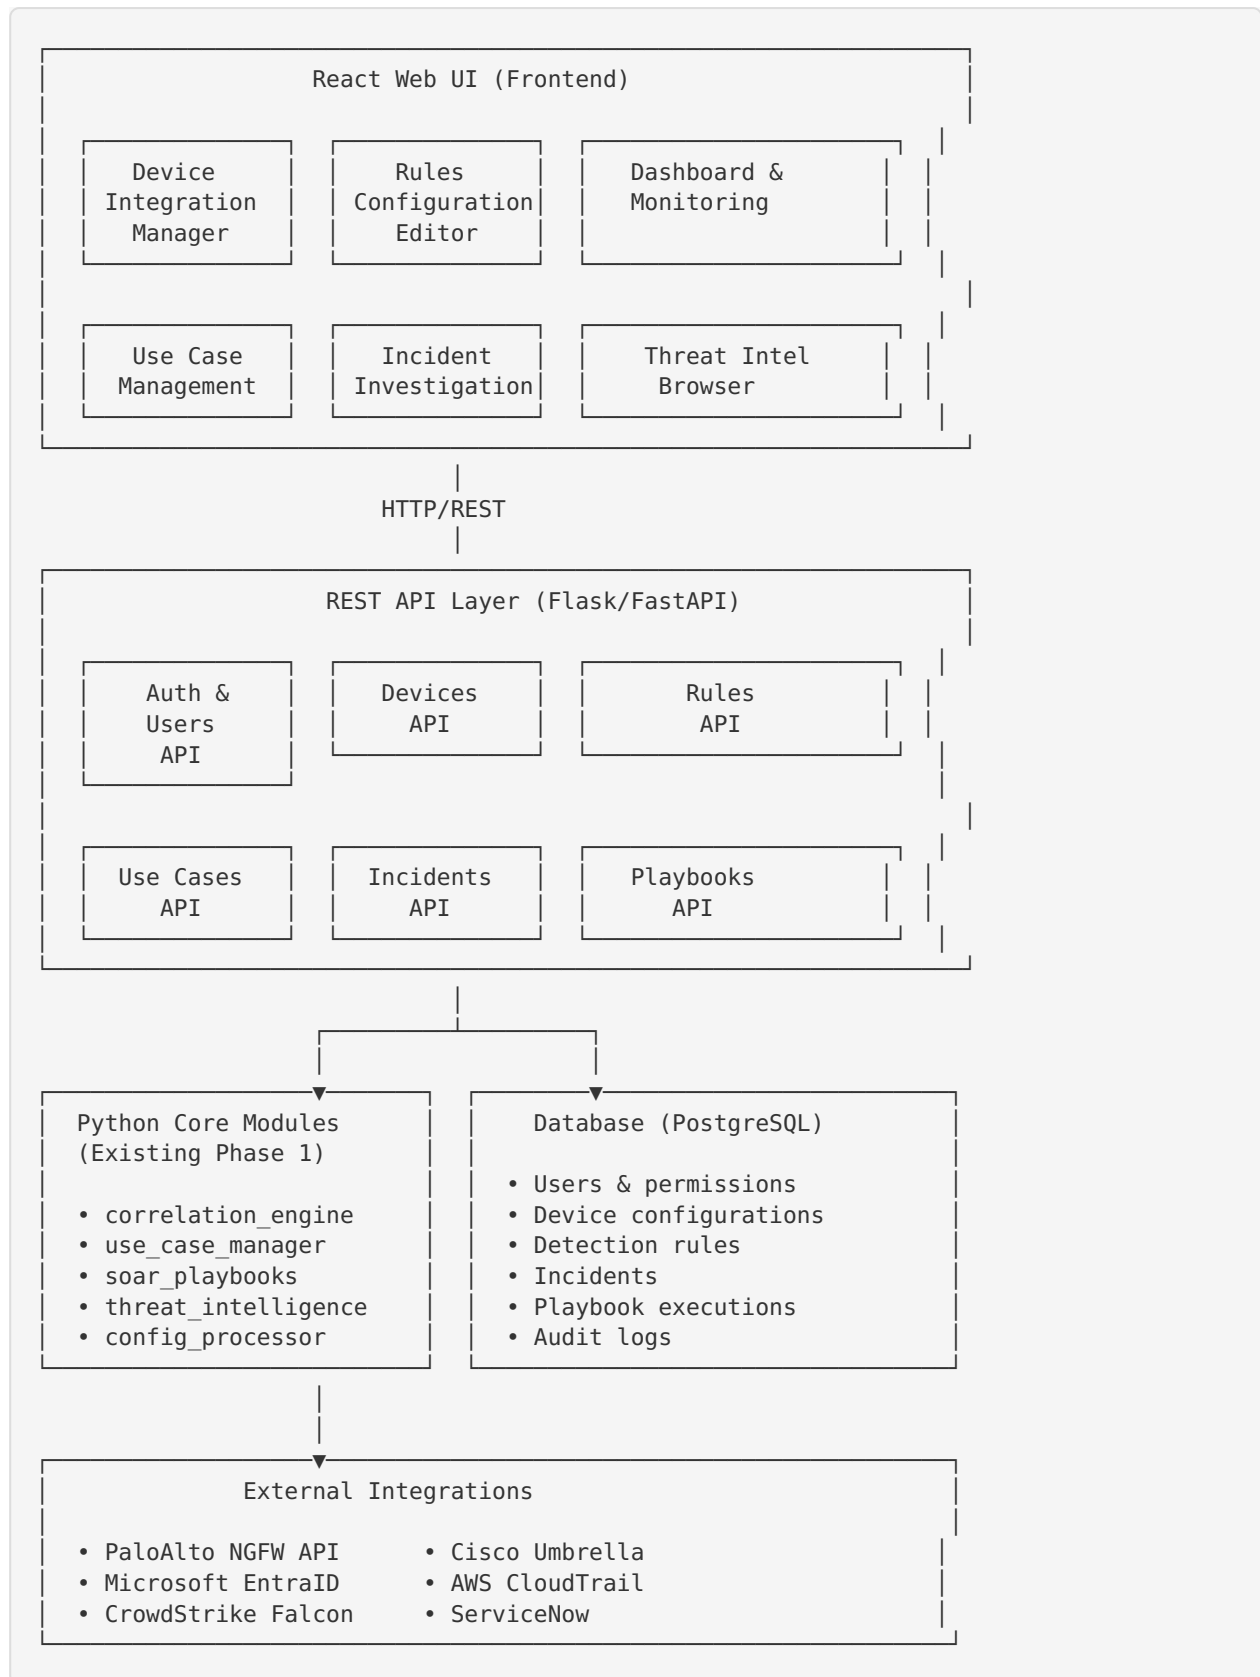 React Web UI (Frontend)
Device Rules Dashboard &
Integration Configuration Monitoring
Manager Editor
Use Case Incident Threat Intel
Management Investigation Browser
HTTP/REST
REST API Layer (Flask/FastAPI)
Auth & Devices Rules
Users API API
API
Use Cases Incidents Playbooks
API API API
Python Core Modules Database (PostgreSQL)
(Existing Phase 1)
• Users & permissions
• correlation_engine • Device configurations
• use_case_manager • Detection rules
• soar_playbooks • Incidents
• threat_intelligence • Playbook executions
• config_processor • Audit logs
External Integrations
• PaloAlto NGFW API • Cisco Umbrella
• Microsoft EntraID • AWS CloudTrail
• CrowdStrike Falcon • ServiceNow